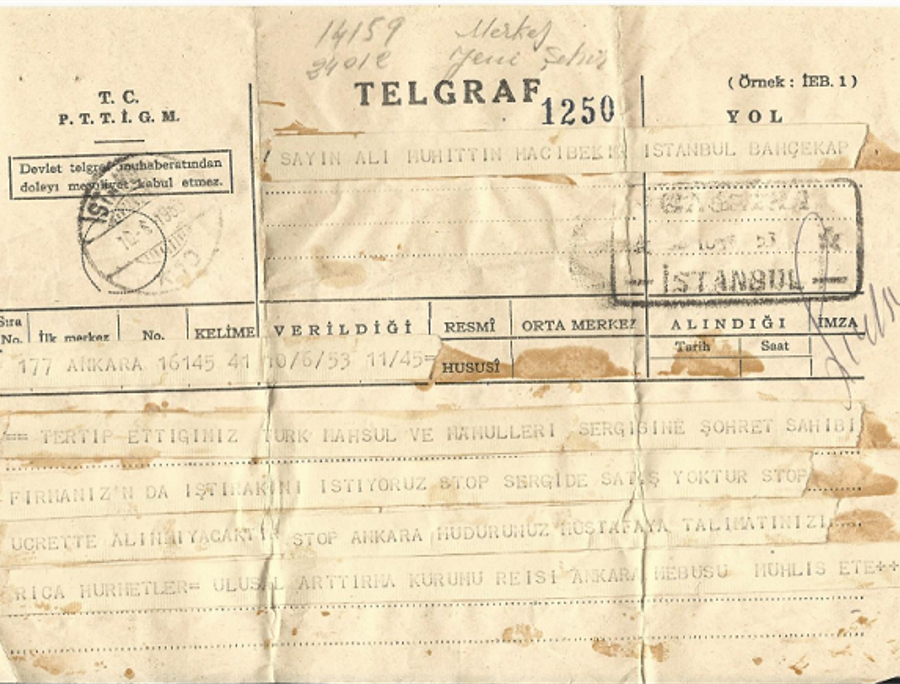 14159 Merkez
24012 Yeni Şehir
T. C.
P. T. T. İ. G. M.
TELGRAF
1250
( Örnek : İEB. 1 )
YOL
Devlet telgraf muhaberatından
dolayı mesuliyet kabul etmez.
SAYIN ALI MUHITTIN HACIBEKIR ISTANBUL BAHÇEKAP
İSTANBUL
Sıra No.
İlk merkez
No.
KELİME
VERİLDİĞİ
RESMÎ
HUSUSÎ
ORTA MERKEZ
ALINDIĞI
Tarih
Saat
İMZA
177 ANKARA 16145 41 10/6/53 11/45=
== TERTIP ETTIGINIZ TURK MAHSUL VE MAMULLERI SERGISINE ŞOHRET SAHIBI
FIRMANIZ'N DA IŞTIRAKINI ISTIYORUZ STOP SERGIDE SATIŞ YOKTUR STOP
UÇRETTE ALINMIYACAKTIR STOP ANKARA MUDURUNUZ MUSTAFAYA TALIMATINIZI
RICA HURMETLER= ULUSAL ARTTIRMA KURUMU REISI ANKARA MEBUSU MUHLIS ETE++